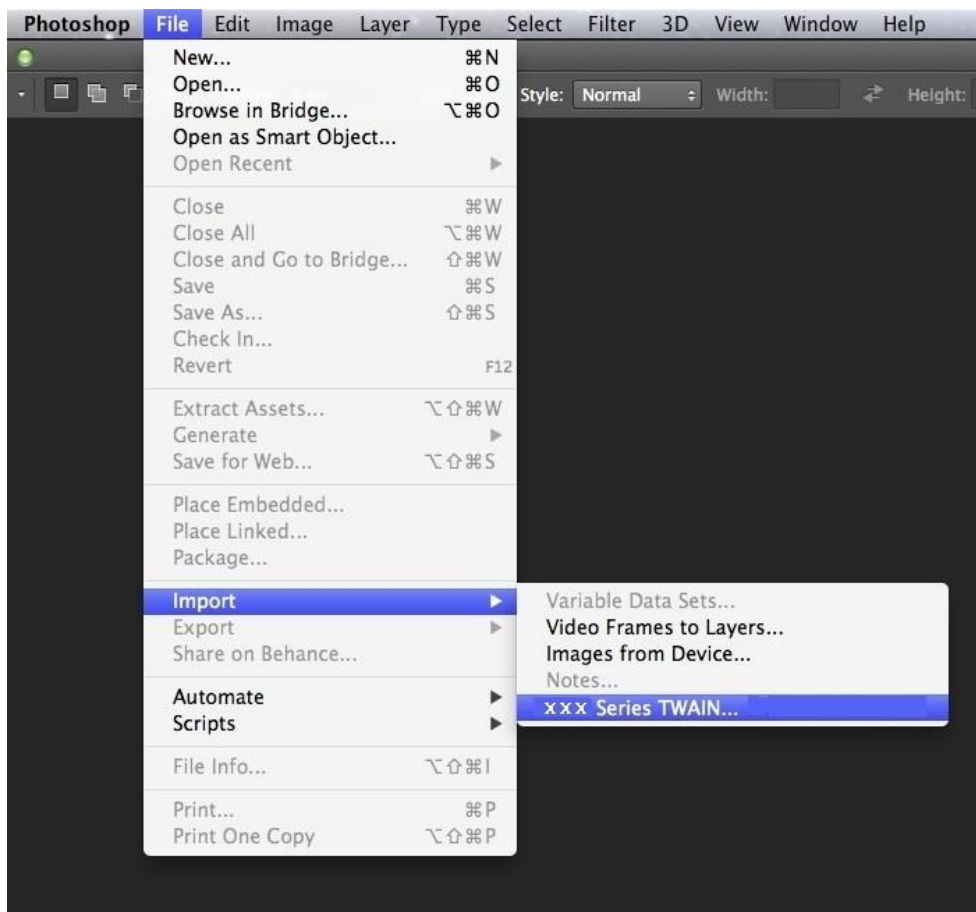 Photoshop File Edit Image Layer Type Select Filter 3D View Window Help
New... ⌘N
Open... ⌘O
Style: Normal Width: Height:
Browse in Bridge... ⌥⌘O
Open as Smart Object...
Open Recent
Close ⌘W
Close All ⌥⌘W
Close and Go to Bridge... ⇧⌘W
Save ⌘S
Save As... ⇧⌘S
Check In...
Revert F12
Extract Assets... ⌥⇧⌘W
Generate
Save for Web... ⌥⇧⌘S
Place Embedded...
Place Linked...
Package...
Import
Export
Share on Behance...
Variable Data Sets...
Video Frames to Layers...
Images from Device...
Notes...
xxx Series TWAIN...
Automate
Scripts
File Info... ⌥⇧⌘I
Print... ⌘P
Print One Copy ⌥⇧⌘P